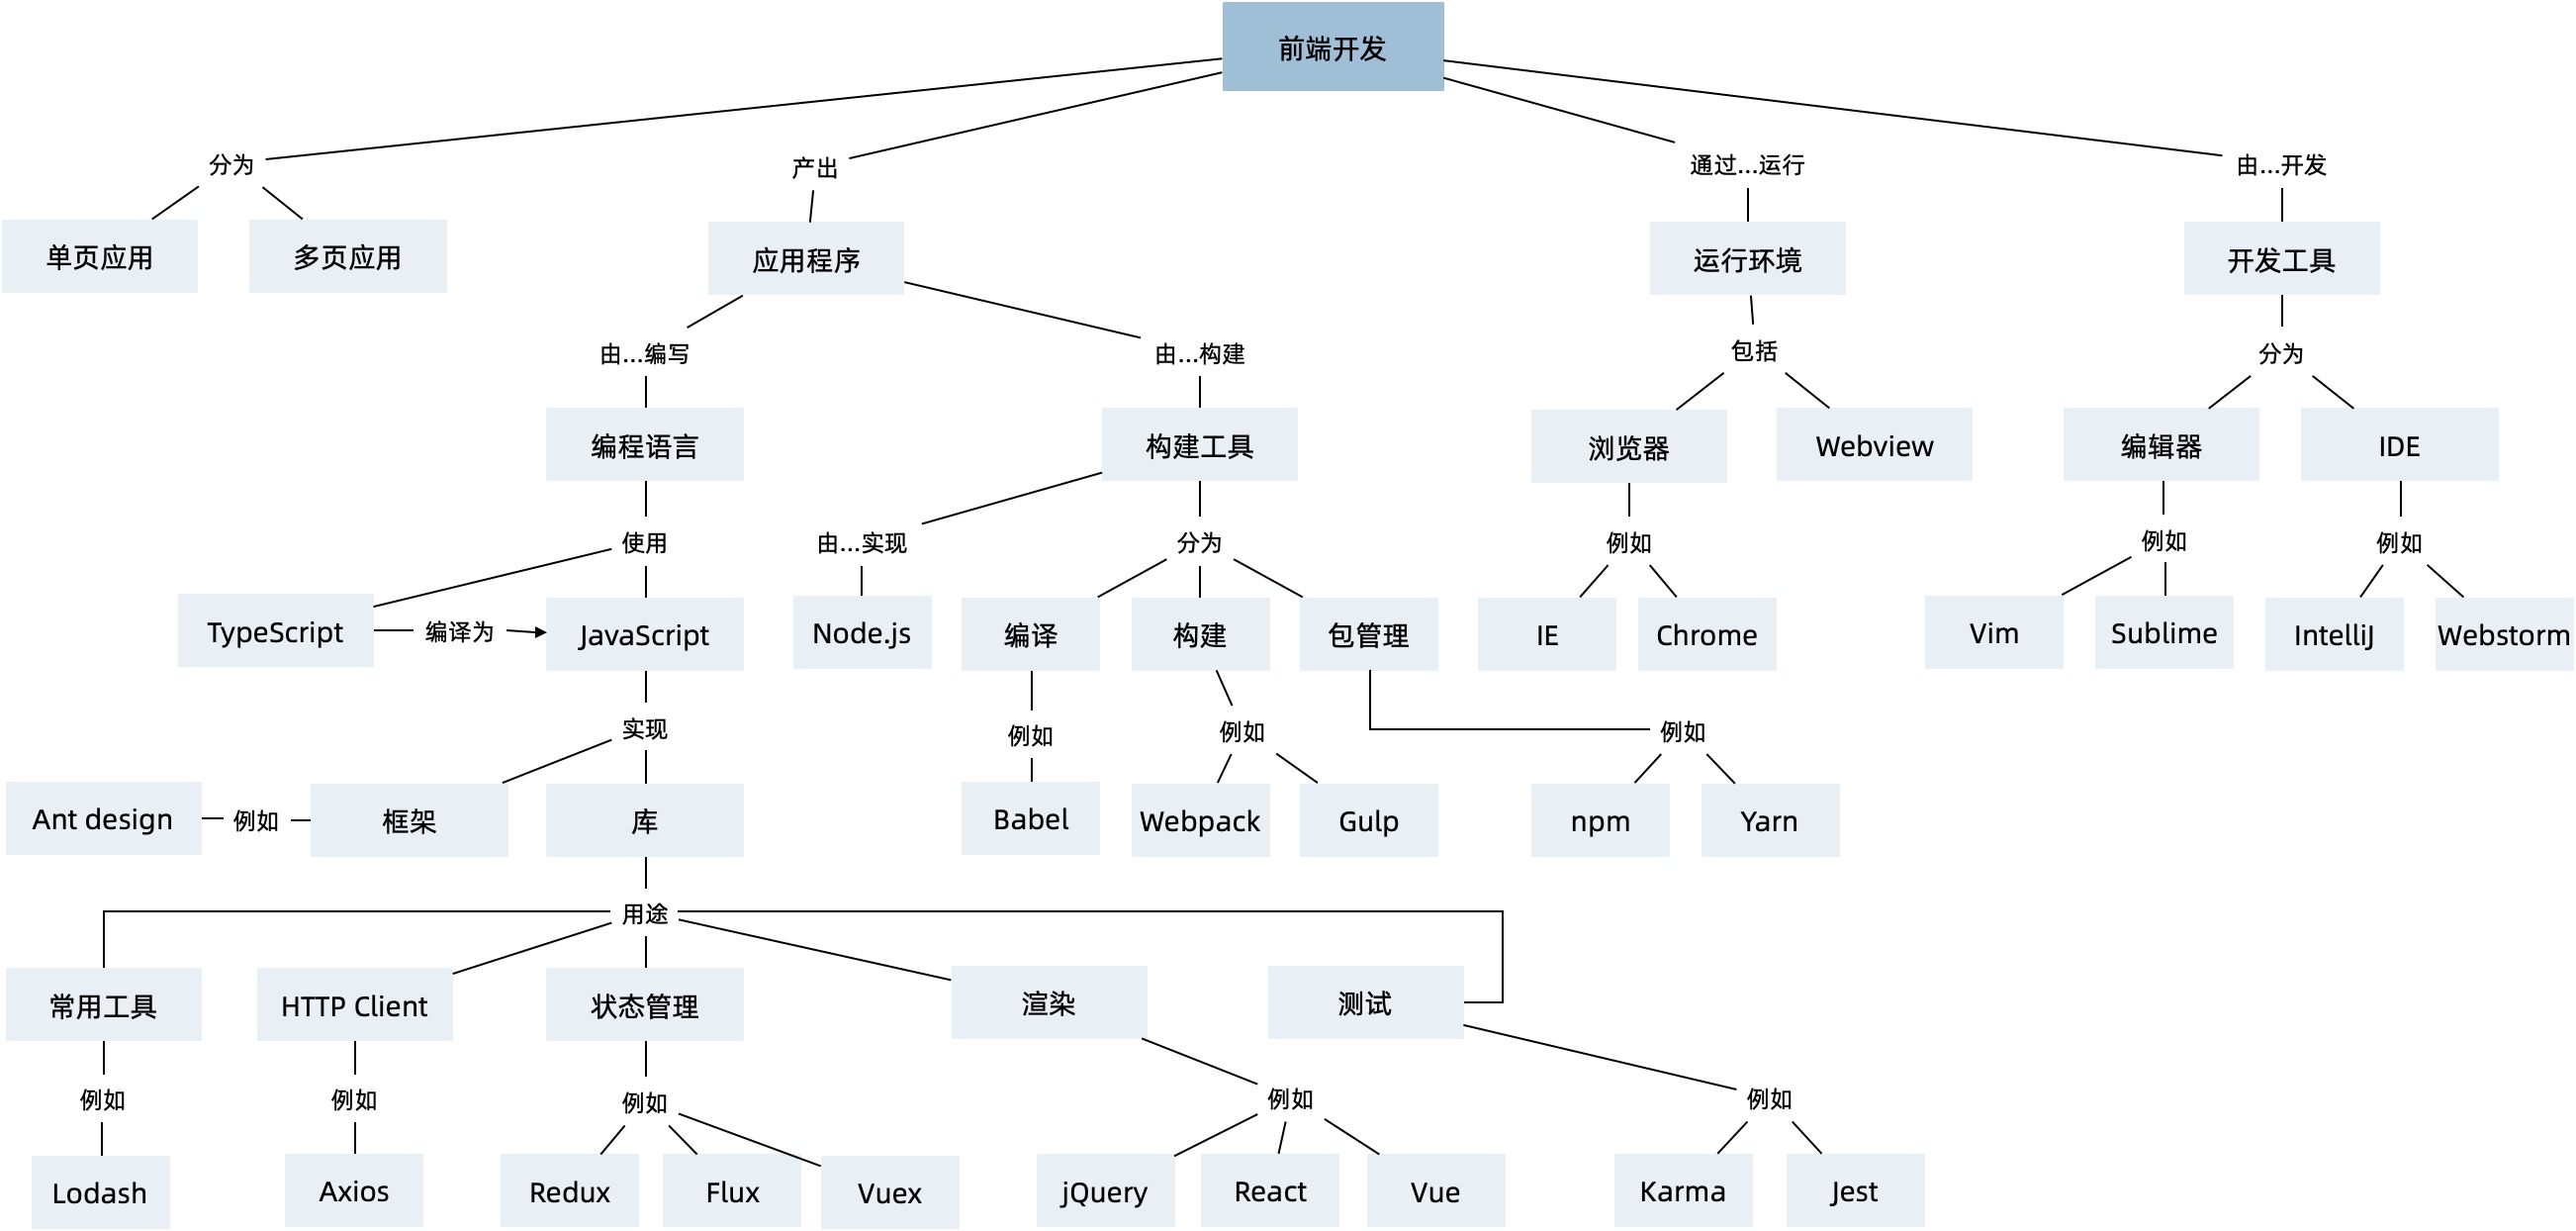 前端开发
分为
产出
通过...运行
由...开发
单页应用
多页应用
应用程序
运行环境
开发工具
由...编写
由...构建
包括
分为
编程语言
构建工具
浏览器
Webview
编辑器
IDE
使用
由...实现
分为
例如
例如
例如
TypeScript
编译为
JavaScript
Node.js
编译
构建
包管理
IE
Chrome
Vim
Sublime
IntelliJ
Webstorm
实现
例如
例如
例如
Ant design
例如
框架
库
Babel
Webpack
Gulp
npm
Yarn
用途
常用工具
HTTP Client
状态管理
渲染
测试
例如
例如
例如
例如
例如
Lodash
Axios
Redux
Flux
Vuex
jQuery
React
Vue
Karma
Jest